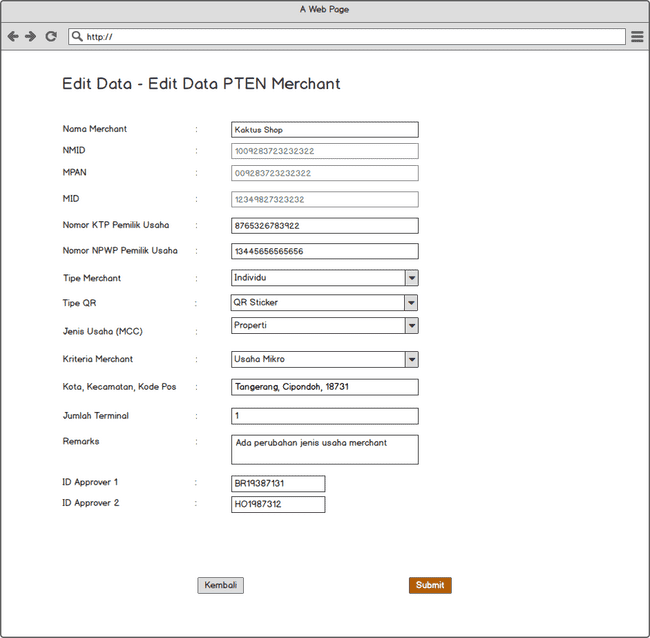 A Web Page
http://
Edit Data - Edit Data PTEN Merchant
Nama Merchant : Kaktus Shop
NMID : 1009283723232322
MPAN : 009283723232322
MID : 12349827323232
Nomor KTP Pemilik Usaha : 8765326783922
Nomor NPWP Pemilik Usaha : 13445656565656
Tipe Merchant : Individu
Tipe QR : QR Sticker
Jenis Usaha (MCC) : Properti
Kriteria Merchant : Usaha Mikro
Kota, Kecamatan, Kode Pos : Tangerang, Cipondoh, 18731
Jumlah Terminal : 1
Remarks : Ada perubahan jenis usaha merchant
ID Approver 1 : BR19387131
ID Approver 2 : HO1987312
Kembali Submit